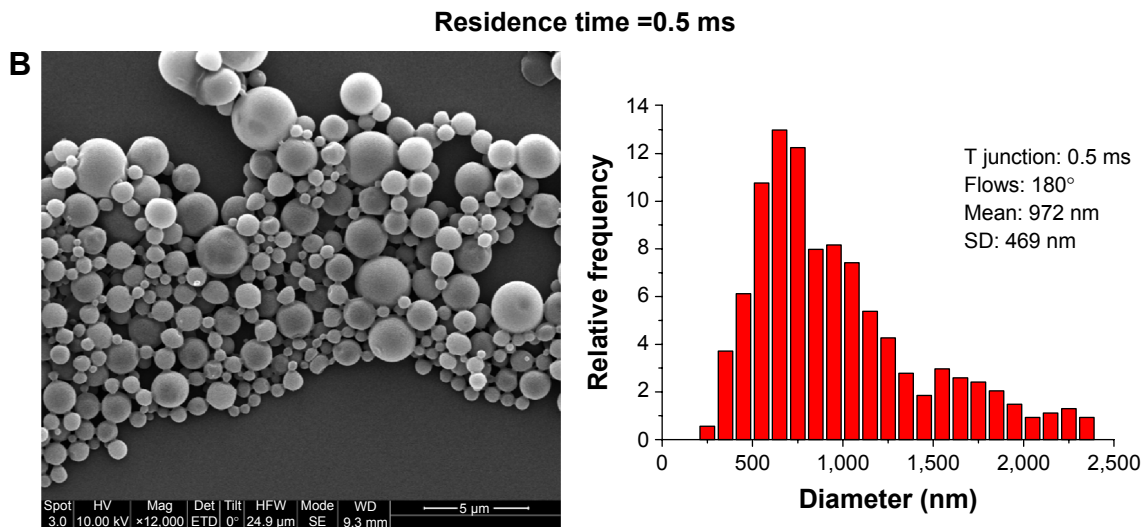 Residence time =0.5 ms
B
Spot HV Mag Det Tilt HFW Mode WD
3.0 10.00 kV ×12,000 ETD 0° 24.9 µm SE 9.3 mm
5 µm
Relative frequency
14
12
10
8
6
4
2
0
0 500 1,000 1,500 2,000 2,500
Diameter (nm)
T junction: 0.5 ms
Flows: 180°
Mean: 972 nm
SD: 469 nm